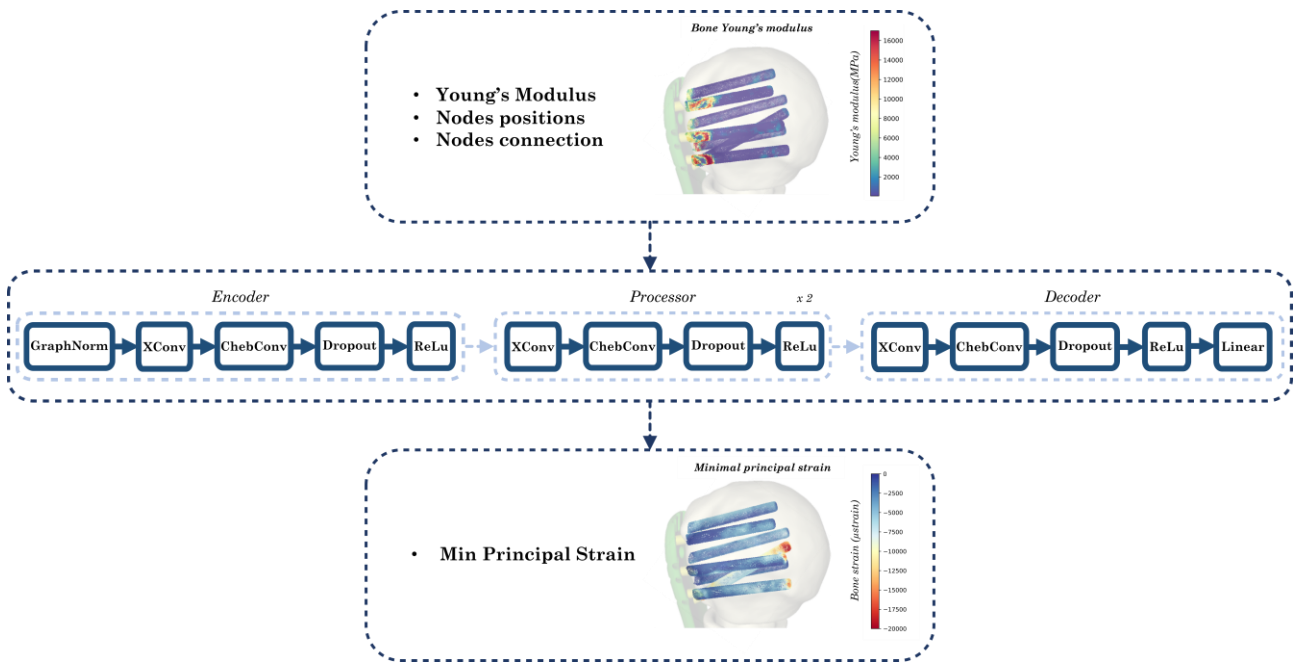 Bone Young's modulus
• Young's Modulus
• Nodes positions
• Nodes connection
Young's modulus(MPa)
16000
14000
12000
10000
8000
6000
4000
2000
Encoder
Processor
x 2
Decoder
GraphNorm
XConv
ChebConv
Dropout
ReLu
XConv
ChebConv
Dropout
ReLu
XConv
ChebConv
Dropout
ReLu
Linear
Minimal principal strain
• Min Principal Strain
Bone strain (μstrain)
0
−2500
−5000
−7500
−10000
−12500
−15000
−17500
−20000